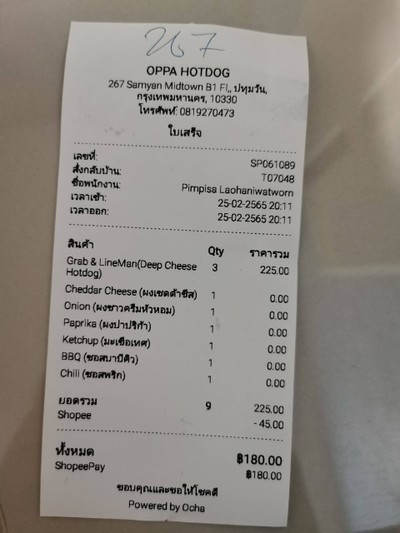 267
OPPA HOTDOG
267 Samyan Midtown B1 Fl,, ปทุมวัน,
กรุงเทพมหานคร, 10330
โทรศัพท์: 0819270473
ใบเสร็จ
เลขที่: SP061089
สั่งกลับบ้าน: T07048
ชื่อพนักงาน: Pimpisa Laohaniwatworn
เวลาเข้า: 25-02-2565 20:11
เวลาออก: 25-02-2565 20:11
สินค้า Qty ราคารวม
Grab & LineMan(Deep Cheese 3 225.00
Hotdog)
Cheddar Cheese (ผงเชดด้าชีส) 1 0.00
Onion (ผงซาวครีมหัวหอม) 1 0.00
Paprika (ผงปาปริก้า) 1 0.00
Ketchup (มะเขือเทศ) 1 0.00
BBQ (ซอสบาบีคิว) 1 0.00
Chili (ซอสพริก) 1 0.00
ยอดรวม 9 225.00
Shopee - 45.00
ทั้งหมด ฿180.00
ShopeePay ฿180.00
ขอบคุณและขอให้โชคดี
Powered by Ocha